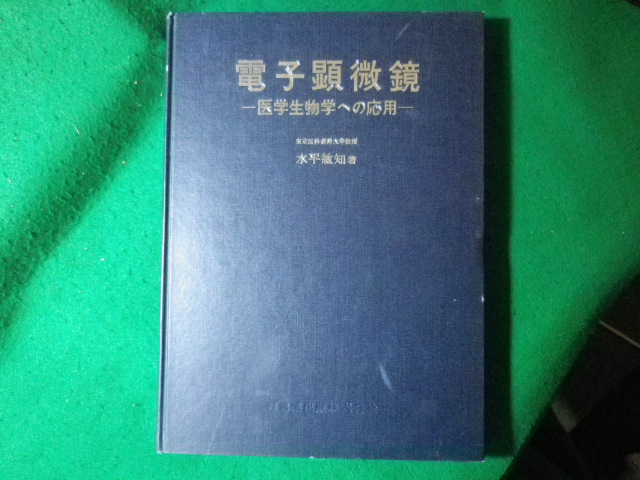 電子顕微鏡
—医学生物学への応用—
東京医科歯科大学教授
水平敏知著